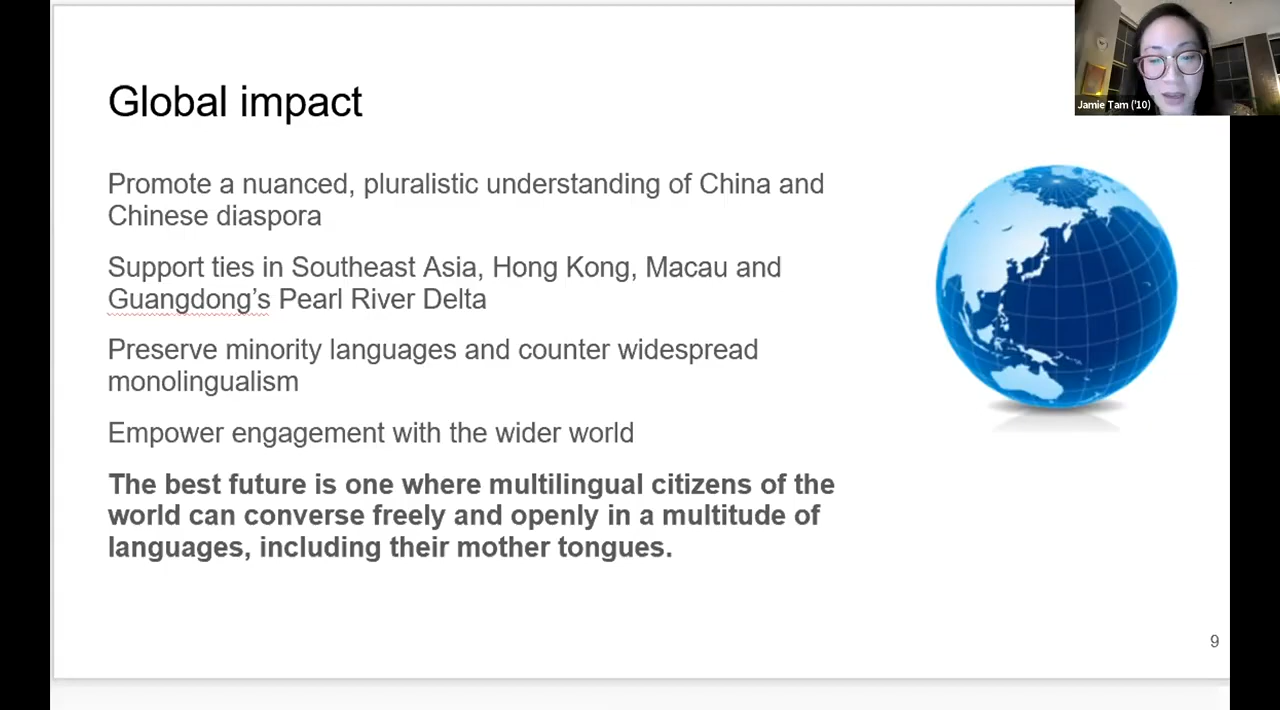 Global impact
Jamie Tam ('10)
Promote a nuanced, pluralistic understanding of China and
Chinese diaspora
Support ties in Southeast Asia, Hong Kong, Macau and
Guangdong’s Pearl River Delta
Preserve minority languages and counter widespread
monolingualism
Empower engagement with the wider world
The best future is one where multilingual citizens of the
world can converse freely and openly in a multitude of
languages, including their mother tongues.
9